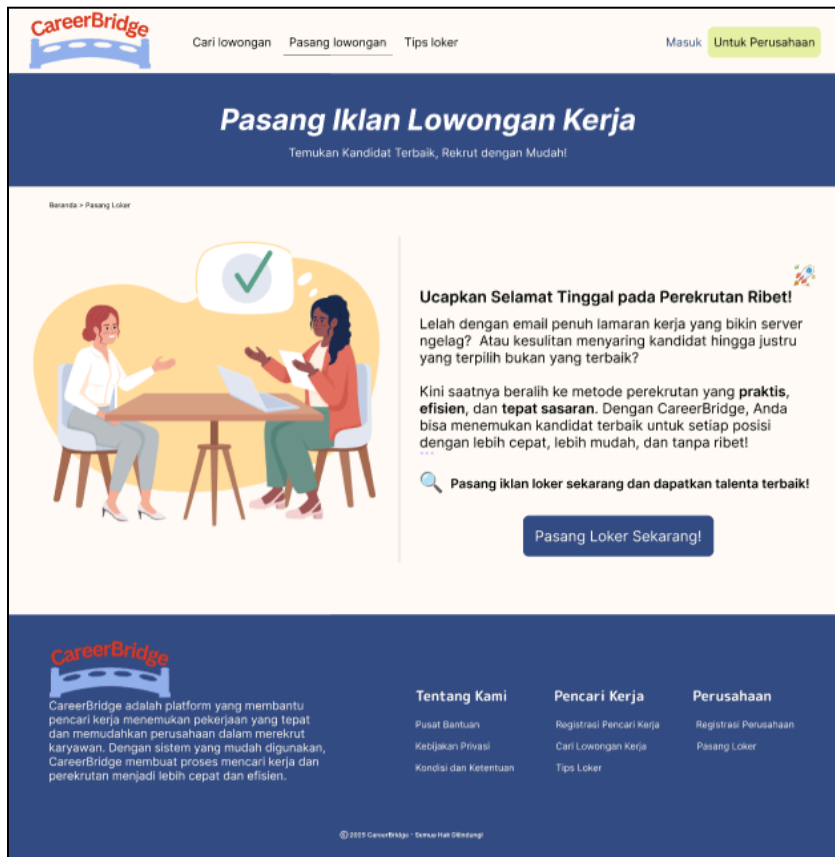 CareerBridge
Cari lowongan Pasang lowongan Tips loker Masuk Untuk Perusahaan
Pasang Iklan Lowongan Kerja
Temukan Kandidat Terbaik, Rekrut dengan Mudah!
Beranda > Pasang Loker
Ucapkan Selamat Tinggal pada Perekrutan Ribet!
Lelah dengan email penuh lamaran kerja yang bikin server
ngelag? Atau kesulitan menyaring kandidat hingga justru
yang terpilih bukan yang terbaik?
Kini saatnya beralih ke metode perekrutan yang praktis,
efisien, dan tepat sasaran. Dengan CareerBridge, Anda
bisa menemukan kandidat terbaik untuk setiap posisi
dengan lebih cepat, lebih mudah, dan tanpa ribet!
Pasang iklan loker sekarang dan dapatkan talenta terbaik!
Pasang Loker Sekarang!
CareerBridge
CareerBridge adalah platform yang membantu
pencari kerja menemukan pekerjaan yang tepat
dan memudahkan perusahaan dalam merekrut
karyawan. Dengan sistem yang mudah digunakan,
CareerBridge membuat proses mencari kerja dan
perekrutan menjadi lebih cepat dan efisien.
Tentang Kami
Pusat Bantuan
Kebijakan Privasi
Kondisi dan Ketentuan
Pencari Kerja
Registrasi Pencari Kerja
Cari Lowongan Kerja
Tips Loker
Perusahaan
Registrasi Perusahaan
Pasang Loker
© 2025 CareerBridge - Semua Hak Dilindungi